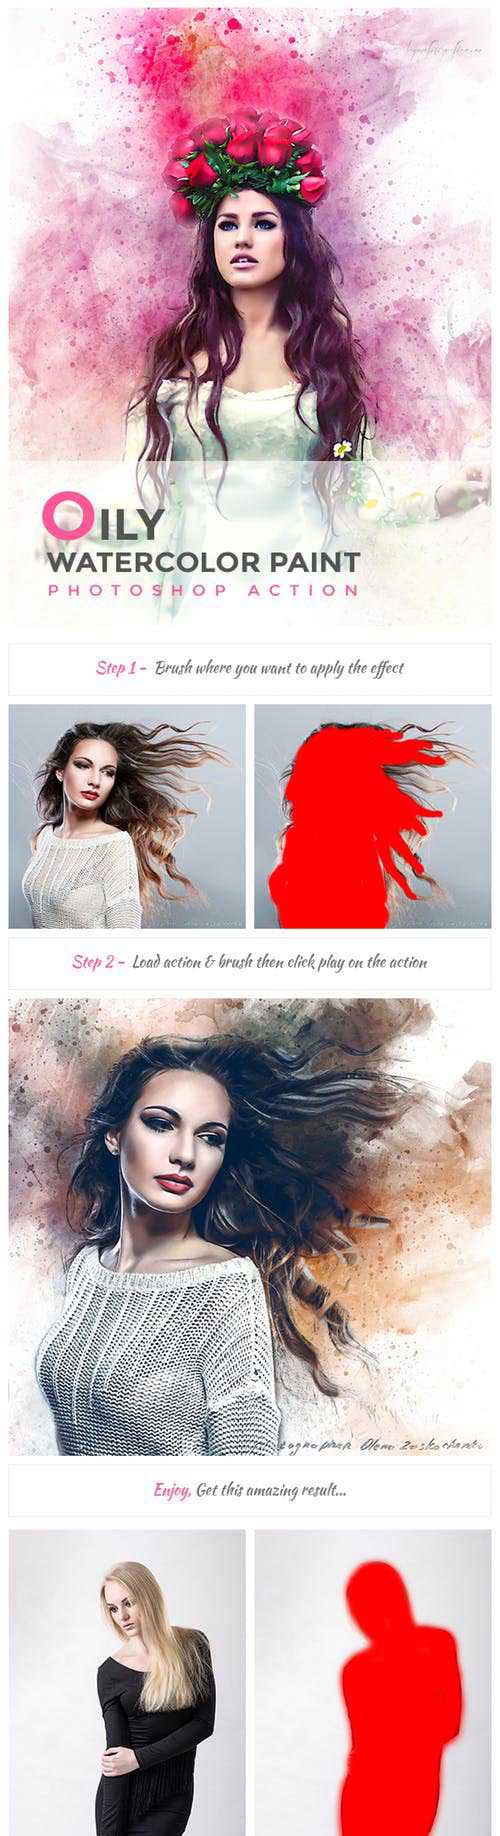 OILY
WATERCOLOR PAINT
PHOTOSHOP ACTION
Step 1 - Brush where you want to apply the effect
Step 2 - Load action & brush then click play on the action
Enjoy, Get this amazing result...